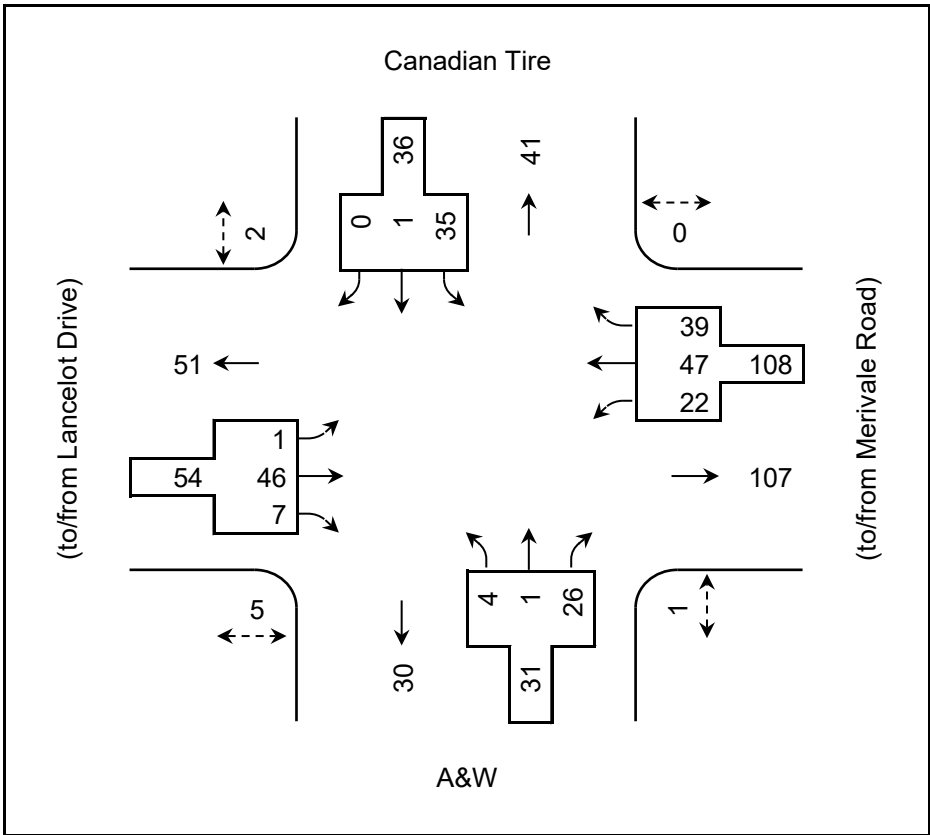 Canadian Tire
36
41
0 1 35
2
0
(to/from Lancelot Drive)
(to/from Merivale Road)
39
51
47 108
22
1
54 46
107
7
5
4 1 26
1
30
31
A&W